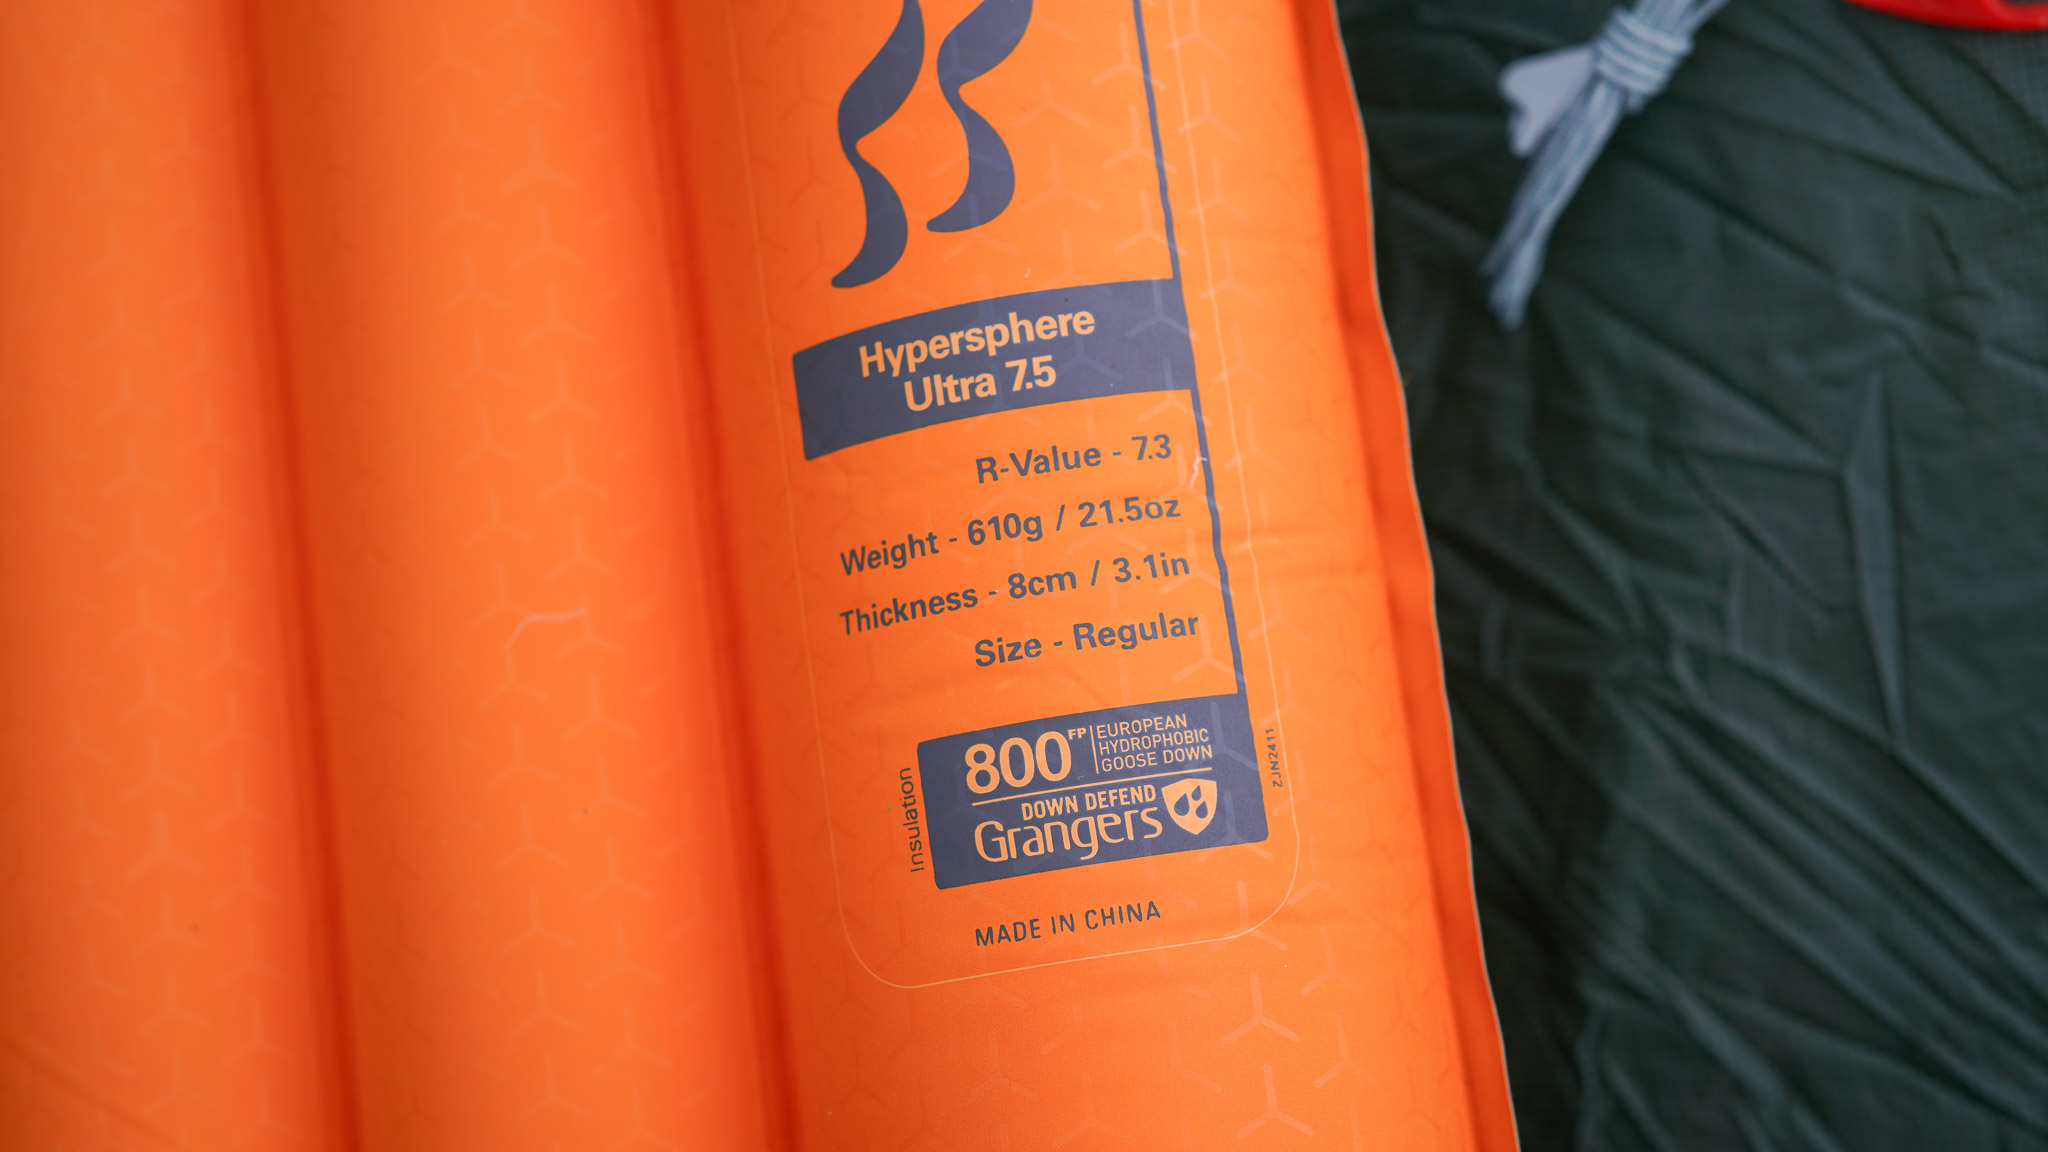 Hypersphere
Ultra 7.5
R-Value - 7.3
Weight - 610g / 21.5oz
Thickness - 8cm / 3.1in
Size - Regular
Insulation
800FP
EUROPEAN
HYDROPHOBIC
GOOSE DOWN
DOWN DEFEND
Grangers
ZJN2411
MADE IN CHINA